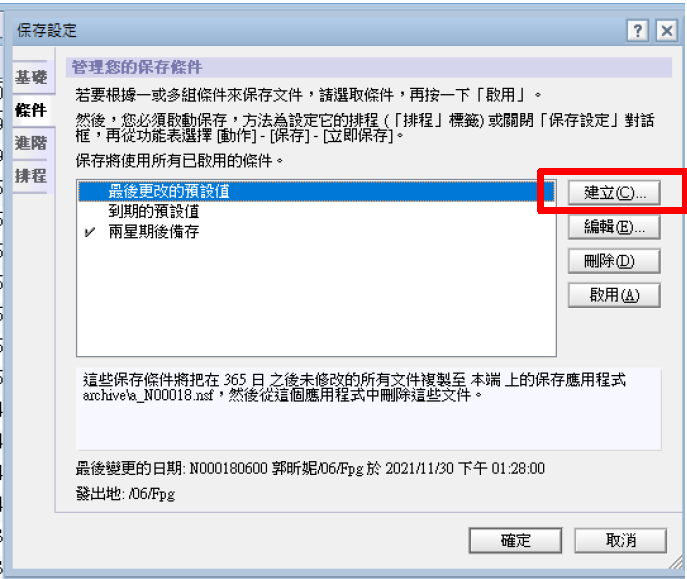 保存設定
基礎
條件
進階
排程
管理您的保存條件
若要根據一或多組條件來保存文件，請選取條件，再按一下「啟用」。
然後，您必須啟動保存，方法為設定它的排程 (「排程」標籤) 或關閉「保存設定」對話
框，再從功能表選擇 [動作] - [保存] - [立即保存]。
保存將使用所有已啟用的條件。
最後更改的預設值
到期的預設值
✓ 兩星期後備存
建立(C)...
編輯(E)...
刪除(D)
啟用(A)
這些保存條件將把在 365 日 之後未修改的所有文件複製至 本端 上的保存應用程式
archive\a_N00018.nsf，然後從這個應用程式中刪除這些文件。
最後變更的日期: N000180600 郭昕妮/06/Fpg 於 2021/11/30 下午 01:28:00
發出地: /06/Fpg
確定
取消